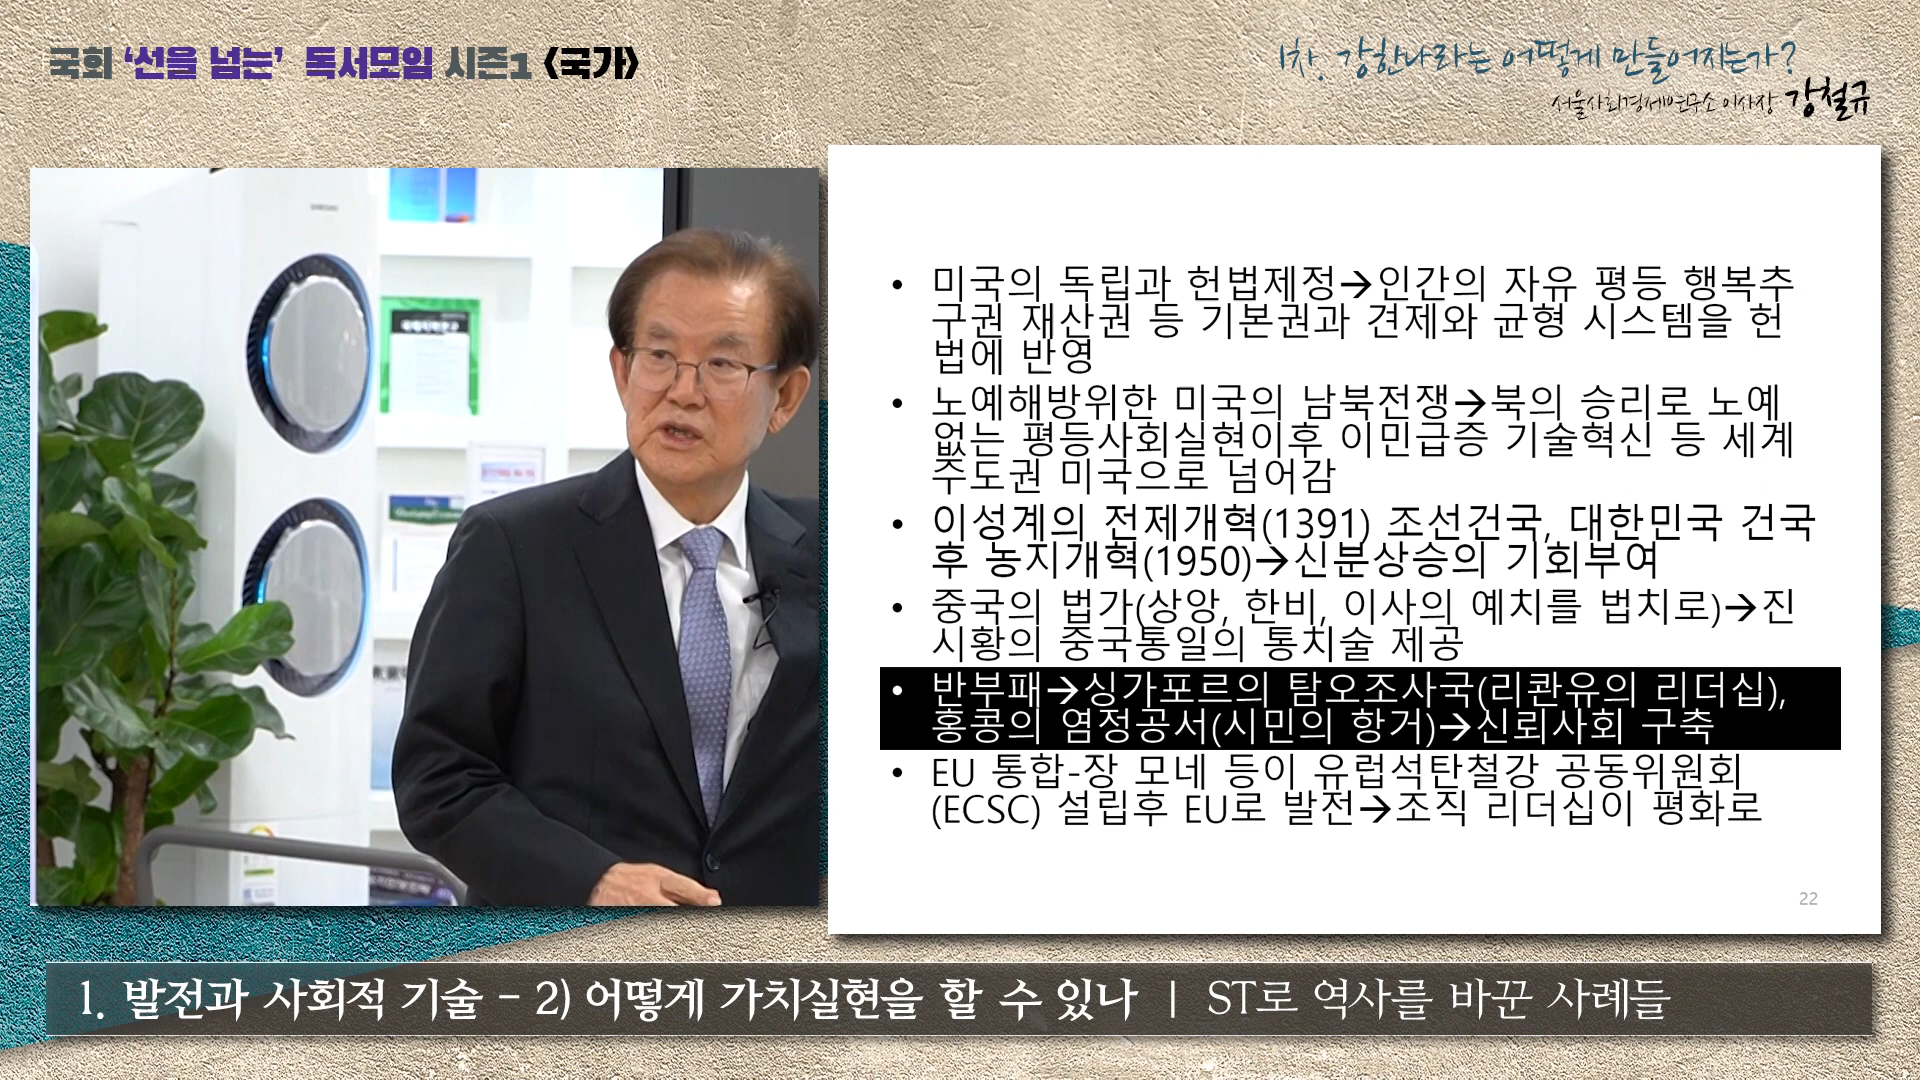 국회 ‘선을 넘는’ 독서모임 시즌1 <국가>
1차. 강한나라는 어떻게 만들어지는가?
서울사회경제연구소 이사장 강철규
• 미국의 독립과 헌법제정→인간의 자유 평등 행복추
구권 재산권 등 기본권과 견제와 균형 시스템을 헌
법에 반영
• 노예해방위한 미국의 남북전쟁→북의 승리로 노예
없는 평등사회실현이후 이민급증 기술혁신 등 세계
주도권 미국으로 넘어감
• 이성계의 전제개혁(1391) 조선건국, 대한민국 건국
후 농지개혁(1950)→신분상승의 기회부여
• 중국의 법가(상앙, 한비, 이사의 예치를 법치로)→진
시황의 중국통일의 통치술 제공
• 반부패→싱가포르의 탐오조사국(리콴유의 리더십),
홍콩의 염정공서(시민의 항거)→신뢰사회 구축
• EU 통합-장 모네 등이 유럽석탄철강 공동위원회
(ECSC) 설립후 EU로 발전→조직 리더십이 평화로
22
1. 발전과 사회적 기술 - 2) 어떻게 가치실현을 할 수 있나 | ST로 역사를 바꾼 사례들